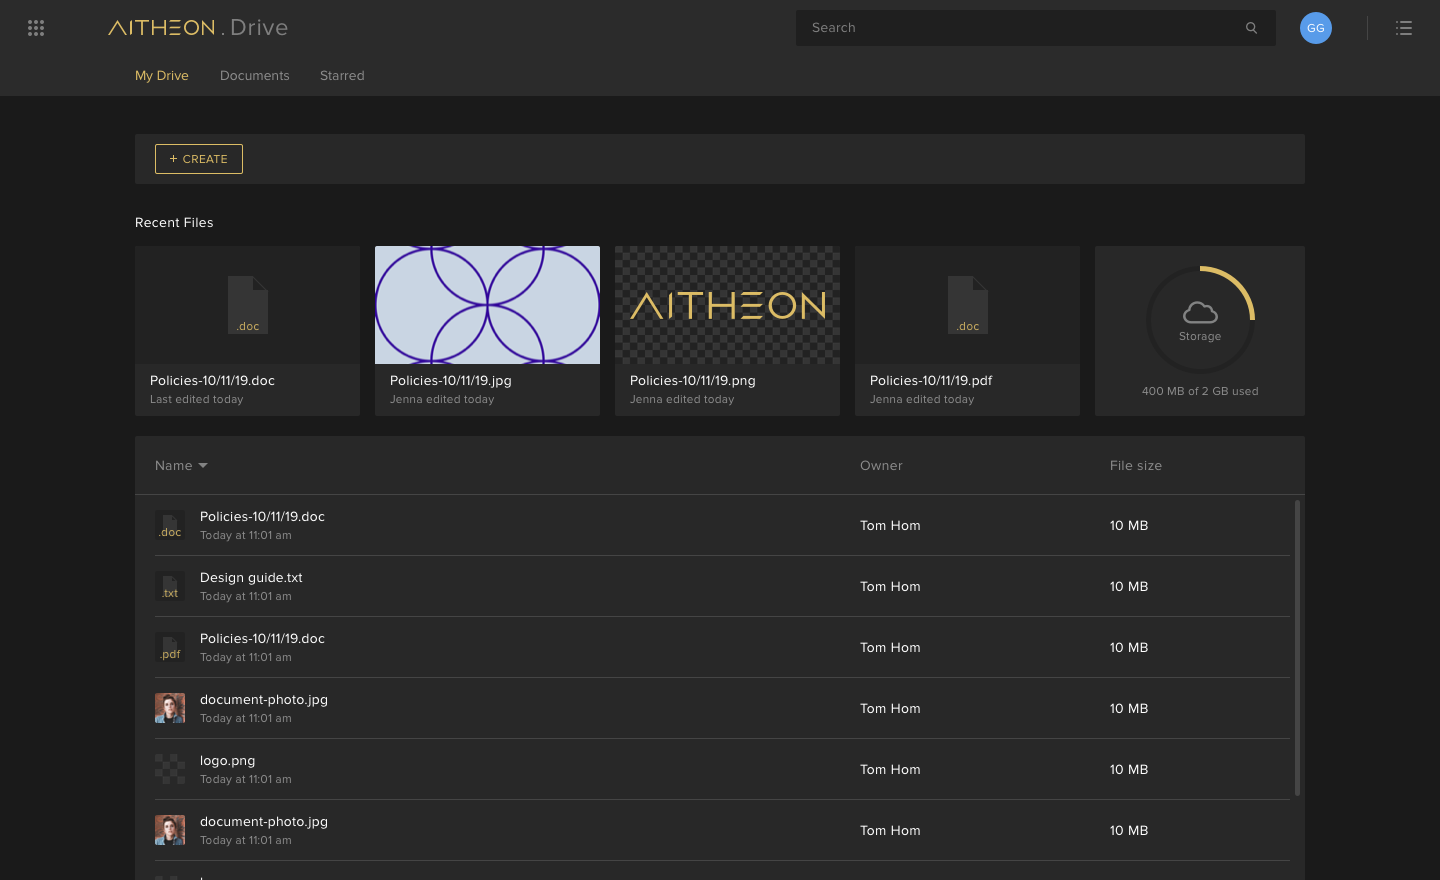 AITHEON . Drive
Search
GG
My Drive
Documents
Starred
+ CREATE
Recent Files
.doc
Policies-10/11/19.doc
Last edited today
Policies-10/11/19.jpg
Jenna edited today
AITHEON
Policies-10/11/19.png
Jenna edited today
.doc
Policies-10/11/19.pdf
Jenna edited today
Storage
400 MB of 2 GB used
Name
Owner
File size
.doc
Policies-10/11/19.doc
Today at 11:01 am
Tom Hom
10 MB
.txt
Design guide.txt
Today at 11:01 am
Tom Hom
10 MB
.pdf
Policies-10/11/19.doc
Today at 11:01 am
Tom Hom
10 MB
document-photo.jpg
Today at 11:01 am
Tom Hom
10 MB
logo.png
Today at 11:01 am
Tom Hom
10 MB
document-photo.jpg
Today at 11:01 am
Tom Hom
10 MB